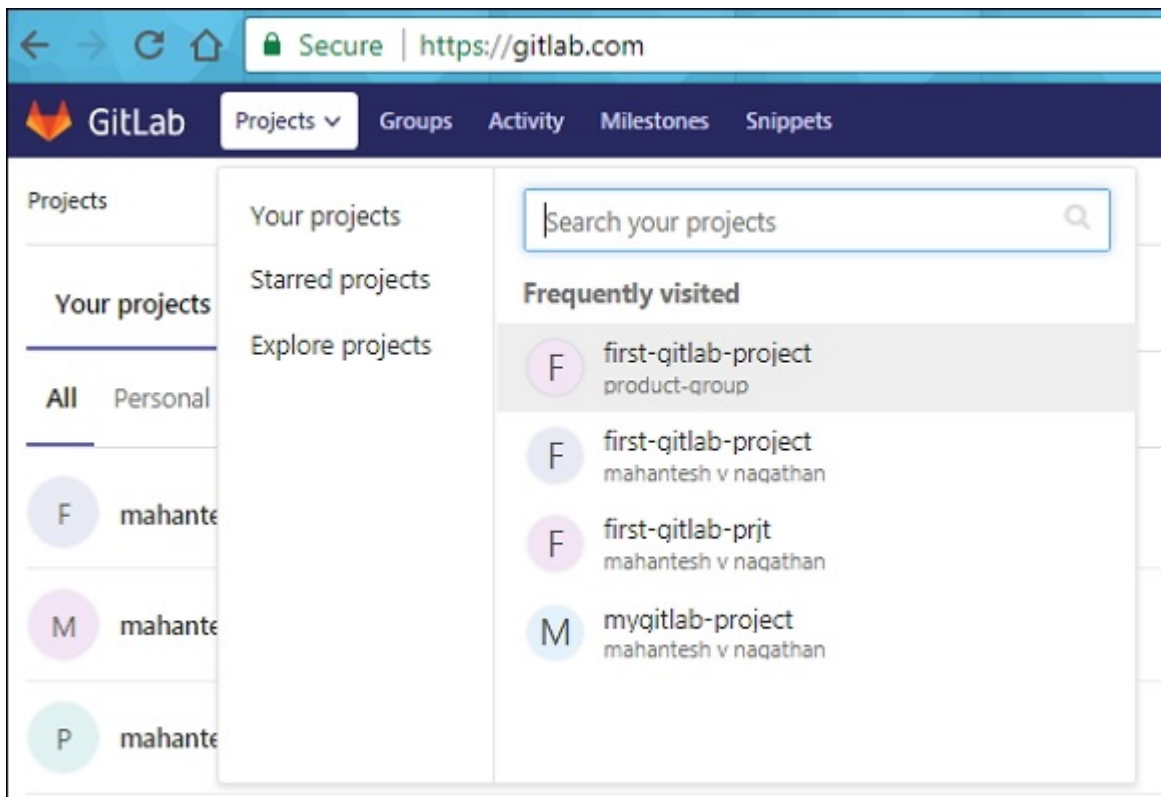 Secure | https://gitlab.com
GitLab Projects Groups Activity Milestones Snippets
Projects
Your projects
All Personal
F mahante
M mahante
P mahante
Your projects
Starred projects
Explore projects
Search your projects
Frequently visited
F first-gitlab-project
product-group
F first-gitlab-project
mahantesh v nagathan
F first-gitlab-prjt
mahantesh v nagathan
M mygitlab-project
mahantesh v nagathan